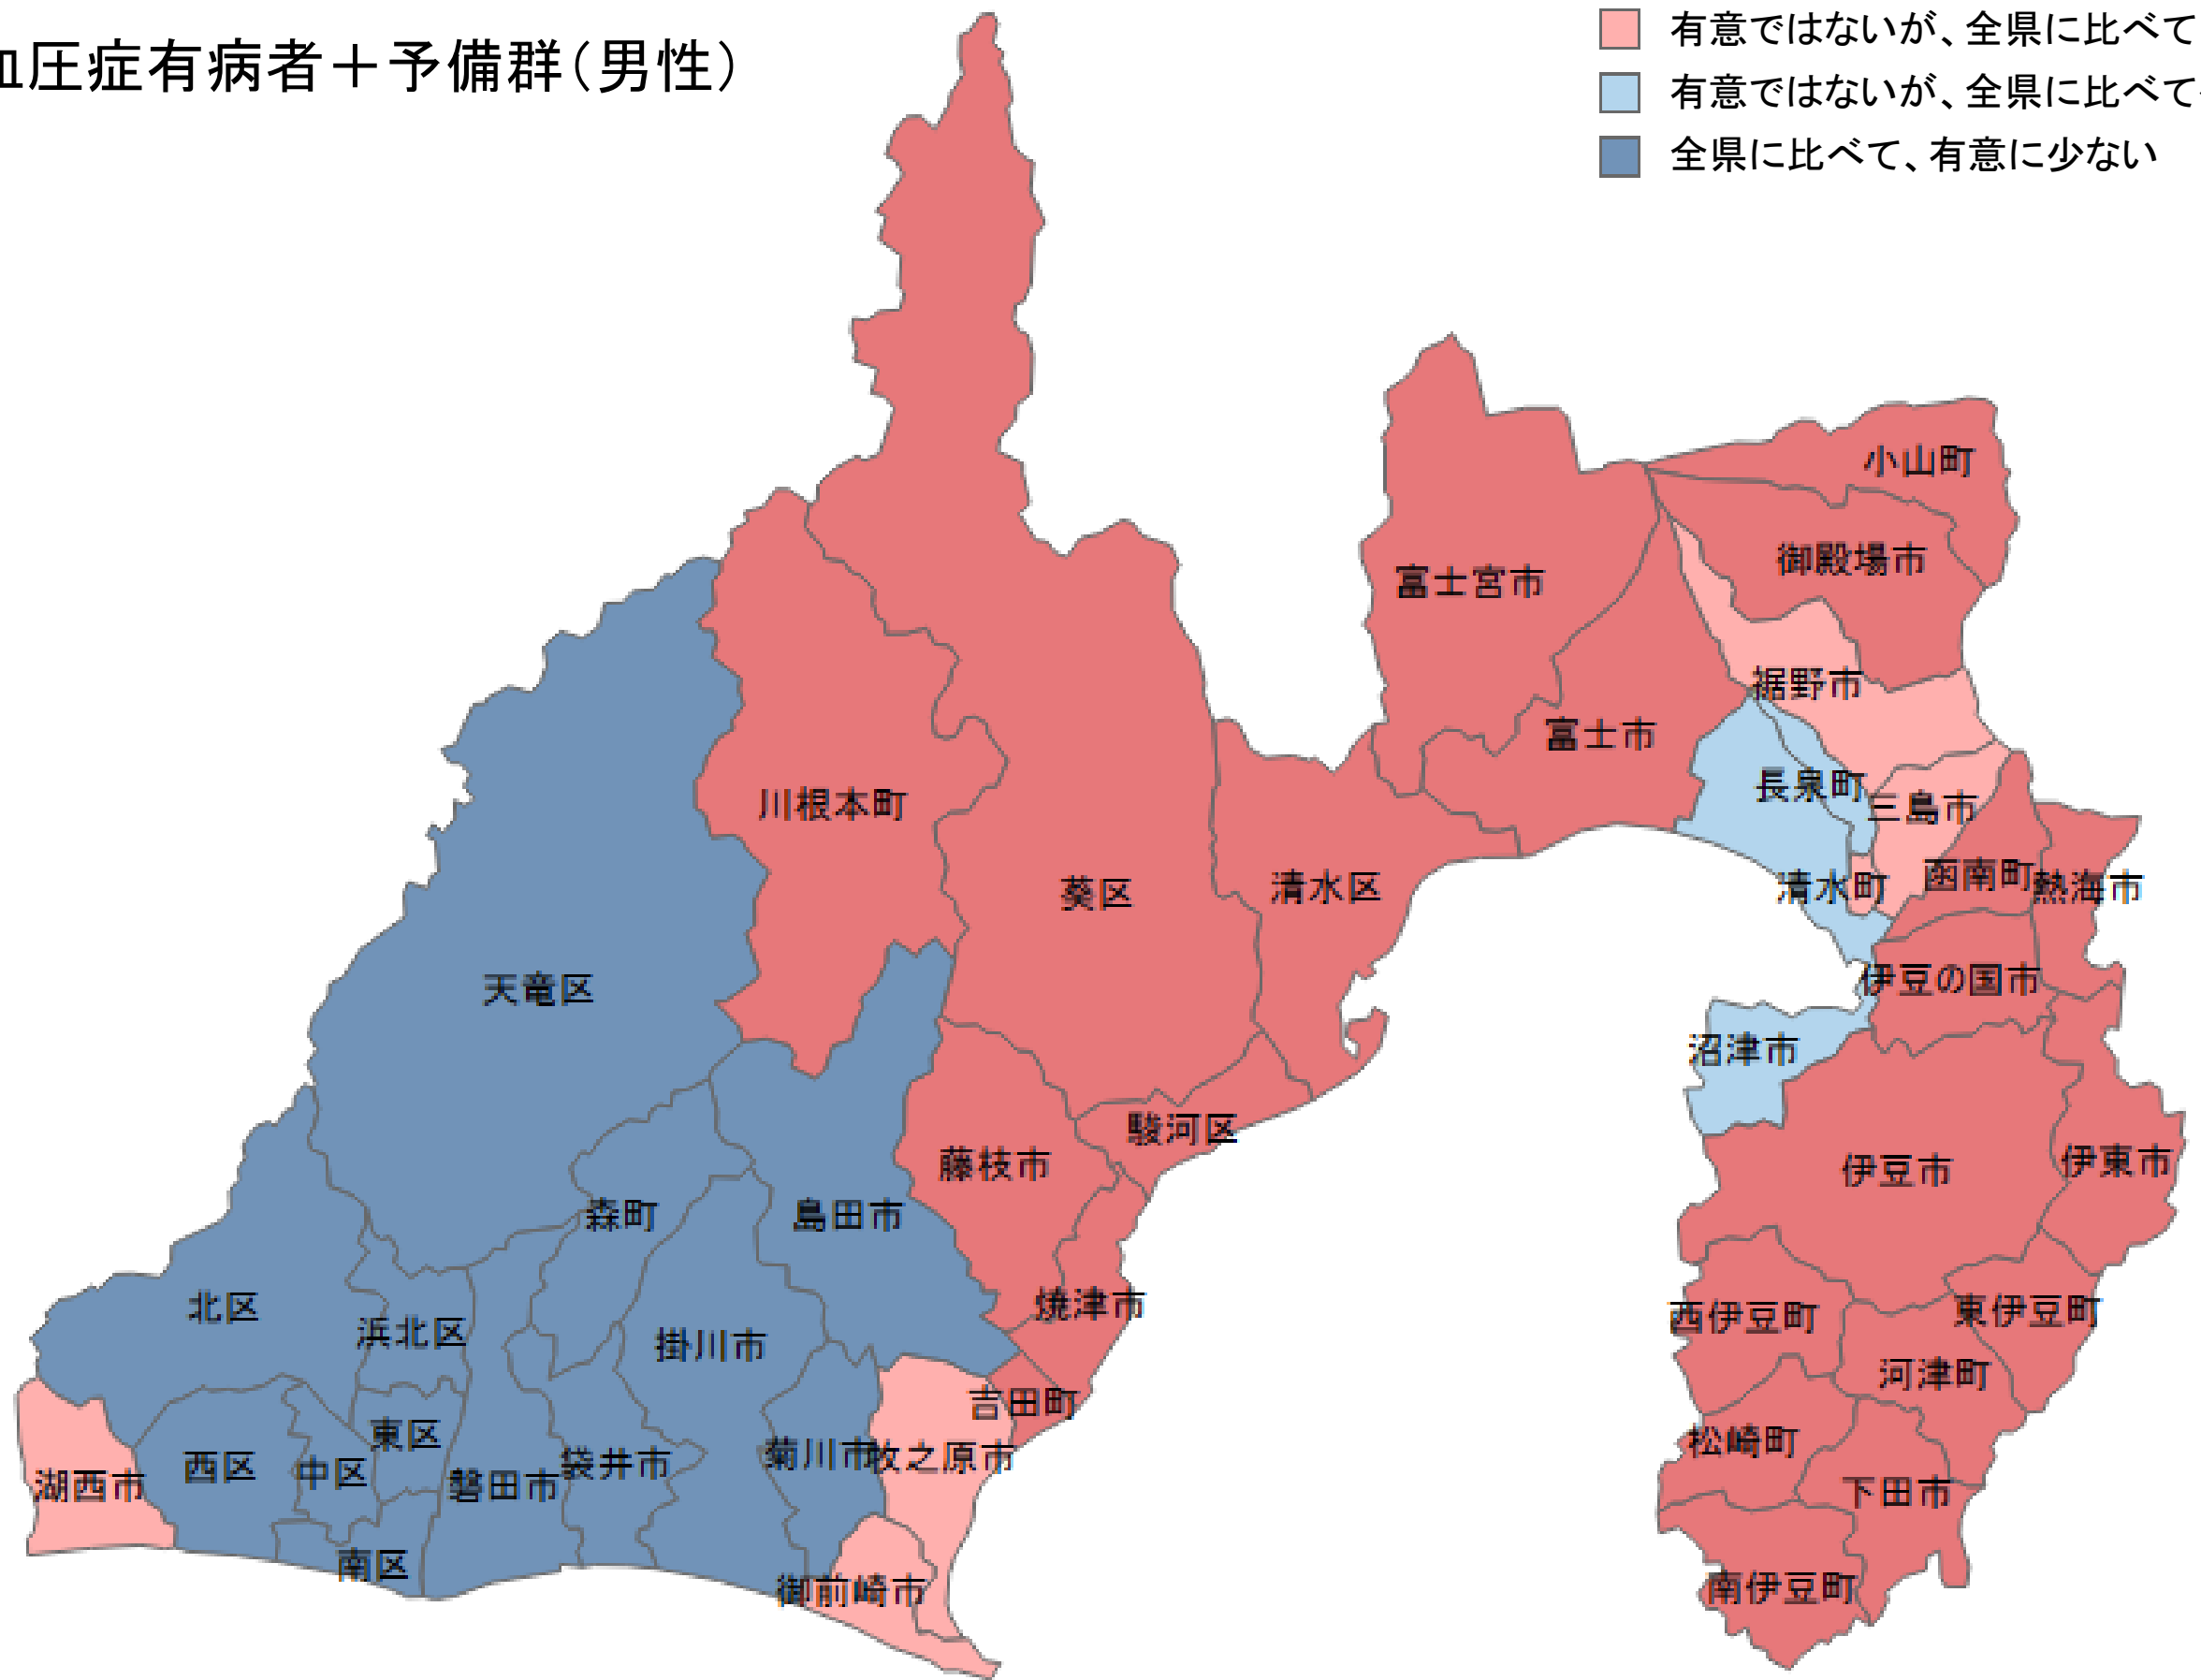 圧症有病者＋予備群（男性）
有意ではないが、全県に比べて
有意ではないが、全県に比べて
全県に比べて、有意に少ない
小山町
御殿場市
富士宮市
裾野市
富士市
長泉町
三島市
川根本町
函南町
熱海市
清水町
清水区
葵区
伊豆の国市
天竜区
沼津市
駿河区
藤枝市
伊豆市
伊東市
森町
島田市
北区
焼津市
浜北区
掛川市
西伊豆町
東伊豆町
河津町
吉田町
東区
松崎町
菊川市
牧之原市
西区
中区
袋井市
湖西市
磐田市
下田市
南区
御前崎市
南伊豆町